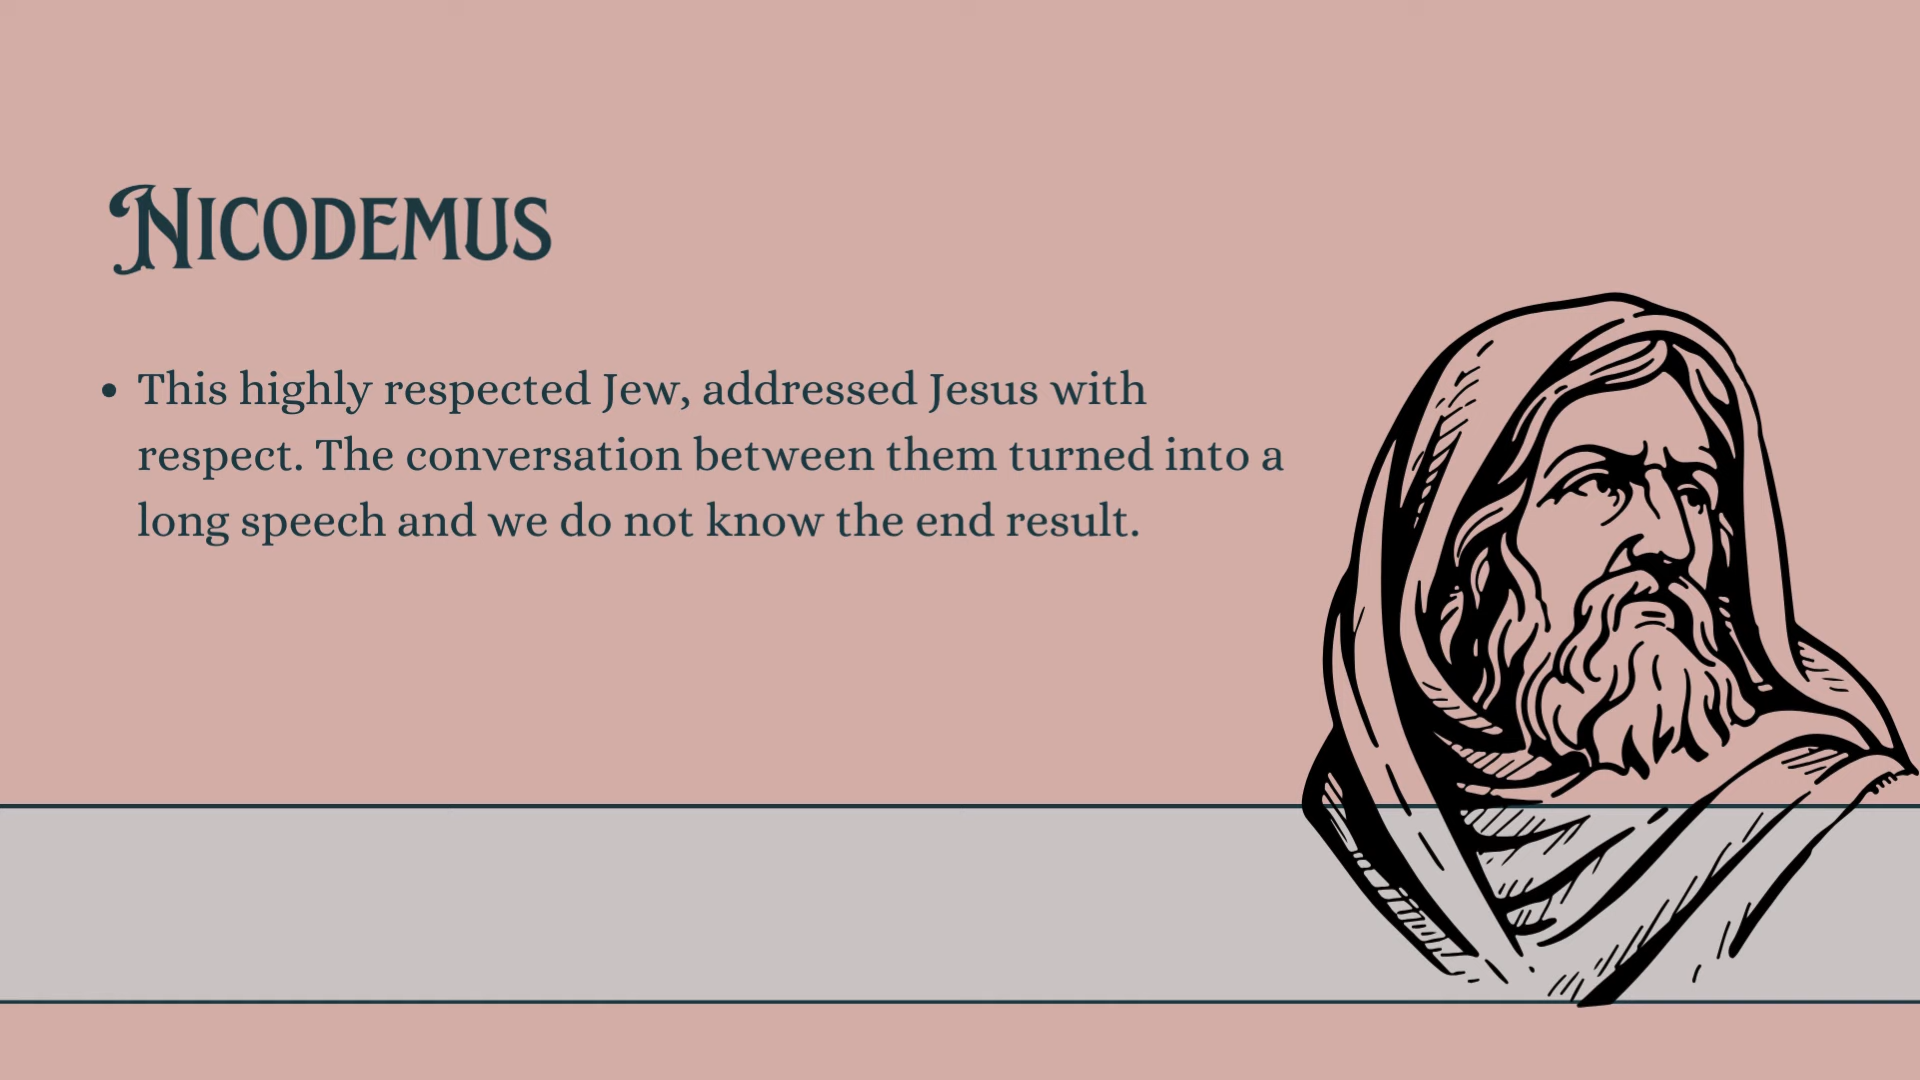 Nicodemus
• This highly respected Jew, addressed Jesus with
respect. The conversation between them turned into a
long speech and we do not know the end result.